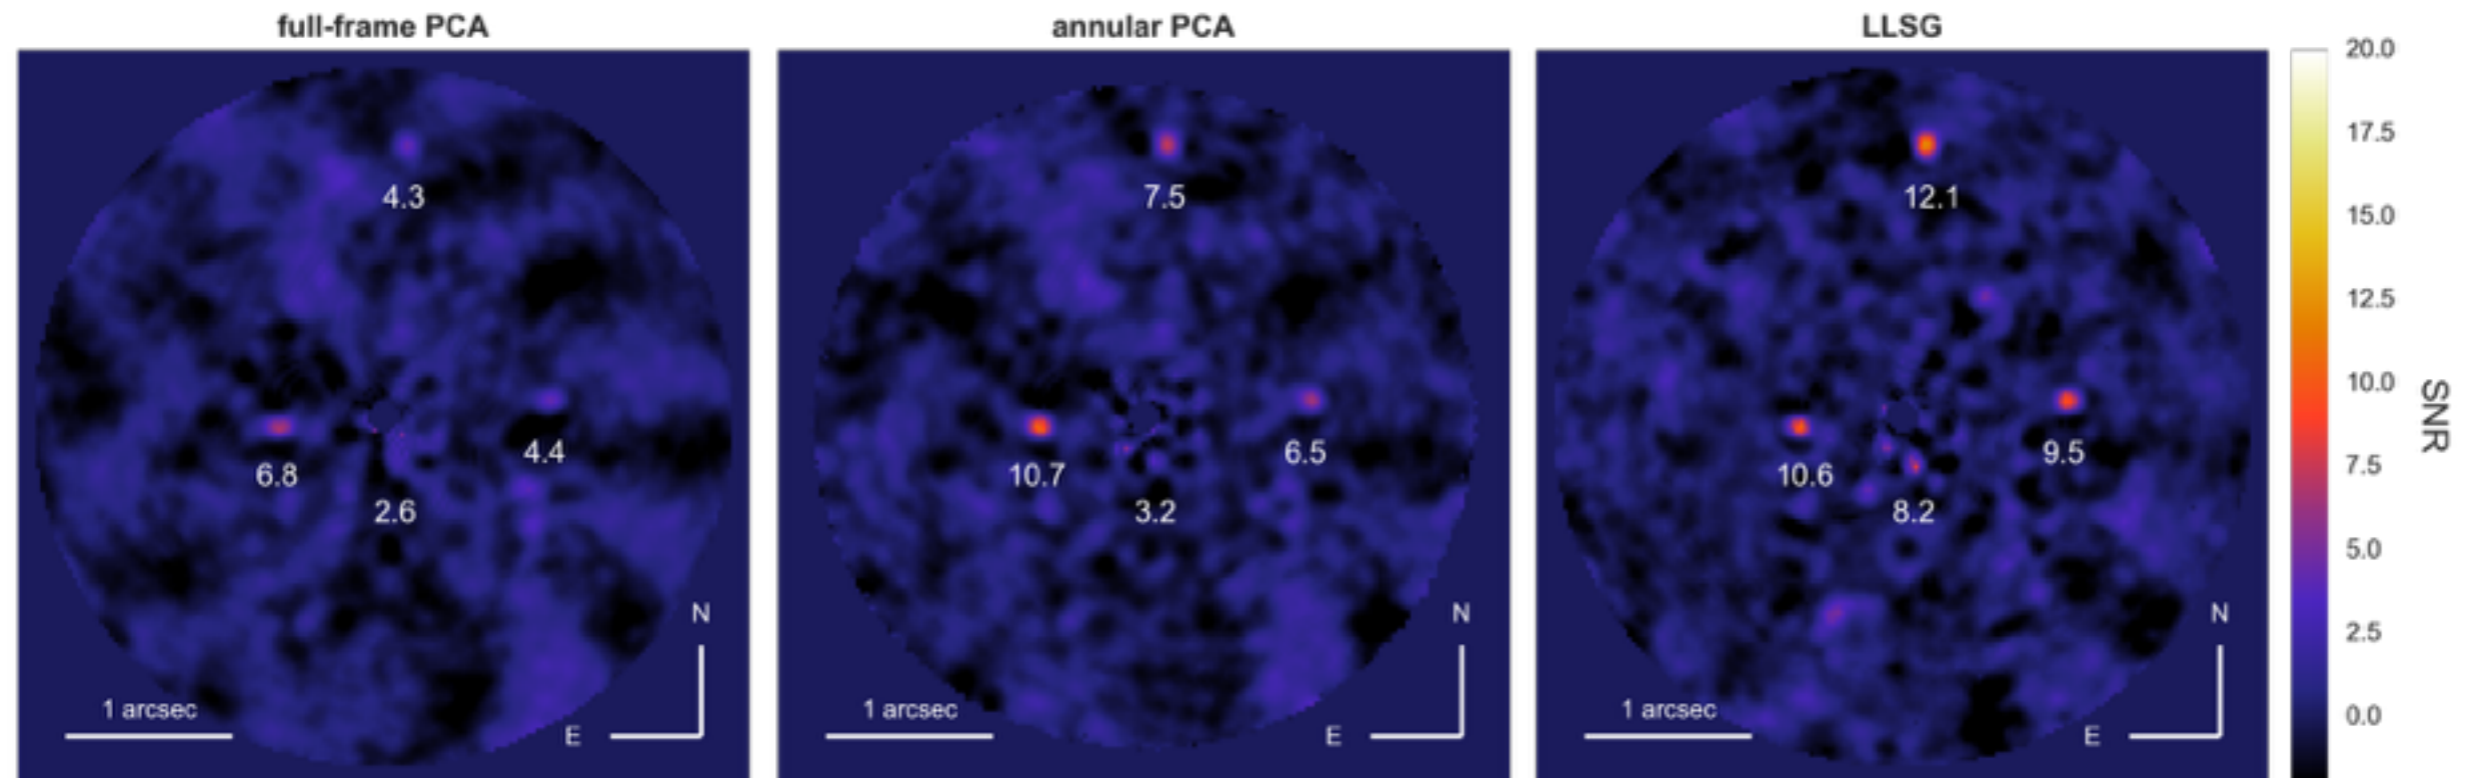 full-frame PCA
4.3
6.8
4.4
2.6
N
1 arcsec
E
annular PCA
7.5
10.7
6.5
3.2
N
1 arcsec
E
LLSG
12.1
10.6
9.5
8.2
N
1 arcsec
E
20.0
17.5
15.0
12.5
10.0
7.5
5.0
2.5
0.0
SNR